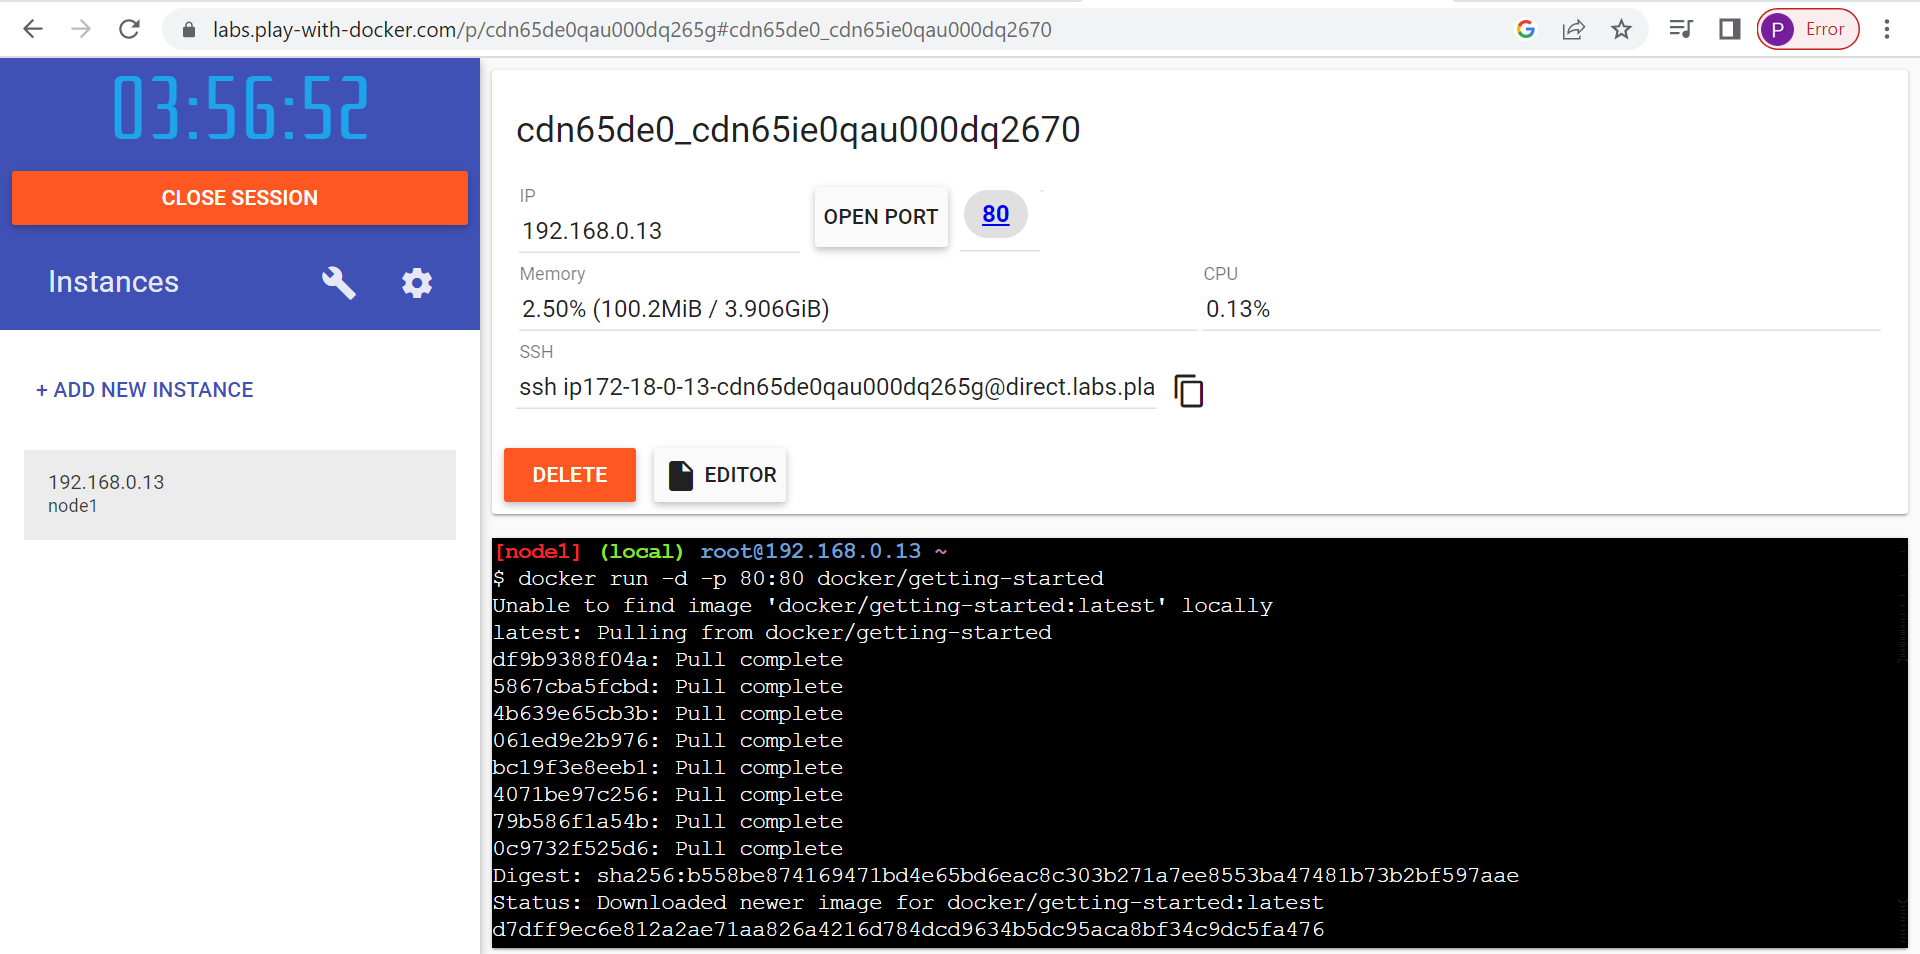 labs.play-with-docker.com/p/cdn65de0qau000dq265g#cdn65de0_cdn65ie0qau000dq2670
P Error
03:56:52
CLOSE SESSION
Instances
+ ADD NEW INSTANCE
192.168.0.13
node1
cdn65de0_cdn65ie0qau000dq2670
IP
192.168.0.13
OPEN PORT
80
Memory
2.50% (100.2MiB / 3.906GiB)
CPU
0.13%
SSH
ssh ip172-18-0-13-cdn65de0qau000dq265g@direct.labs.pla
DELETE
EDITOR
[node1] (local) root@192.168.0.13 ~
$ docker run -d -p 80:80 docker/getting-started
Unable to find image 'docker/getting-started:latest' locally
latest: Pulling from docker/getting-started
df9b9388f04a: Pull complete
5867cba5fcbd: Pull complete
4b639e65cb3b: Pull complete
061ed9e2b976: Pull complete
bc19f3e8eeb1: Pull complete
4071be97c256: Pull complete
79b586f1a54b: Pull complete
0c9732f525d6: Pull complete
Digest: sha256:b558be874169471bd4e65bd6eac8c303b271a7ee8553ba47481b73b2bf597aae
Status: Downloaded newer image for docker/getting-started:latest
d7dff9ec6e812a2ae71aa826a4216d784dcd9634b5dc95aca8bf34c9dc5fa476